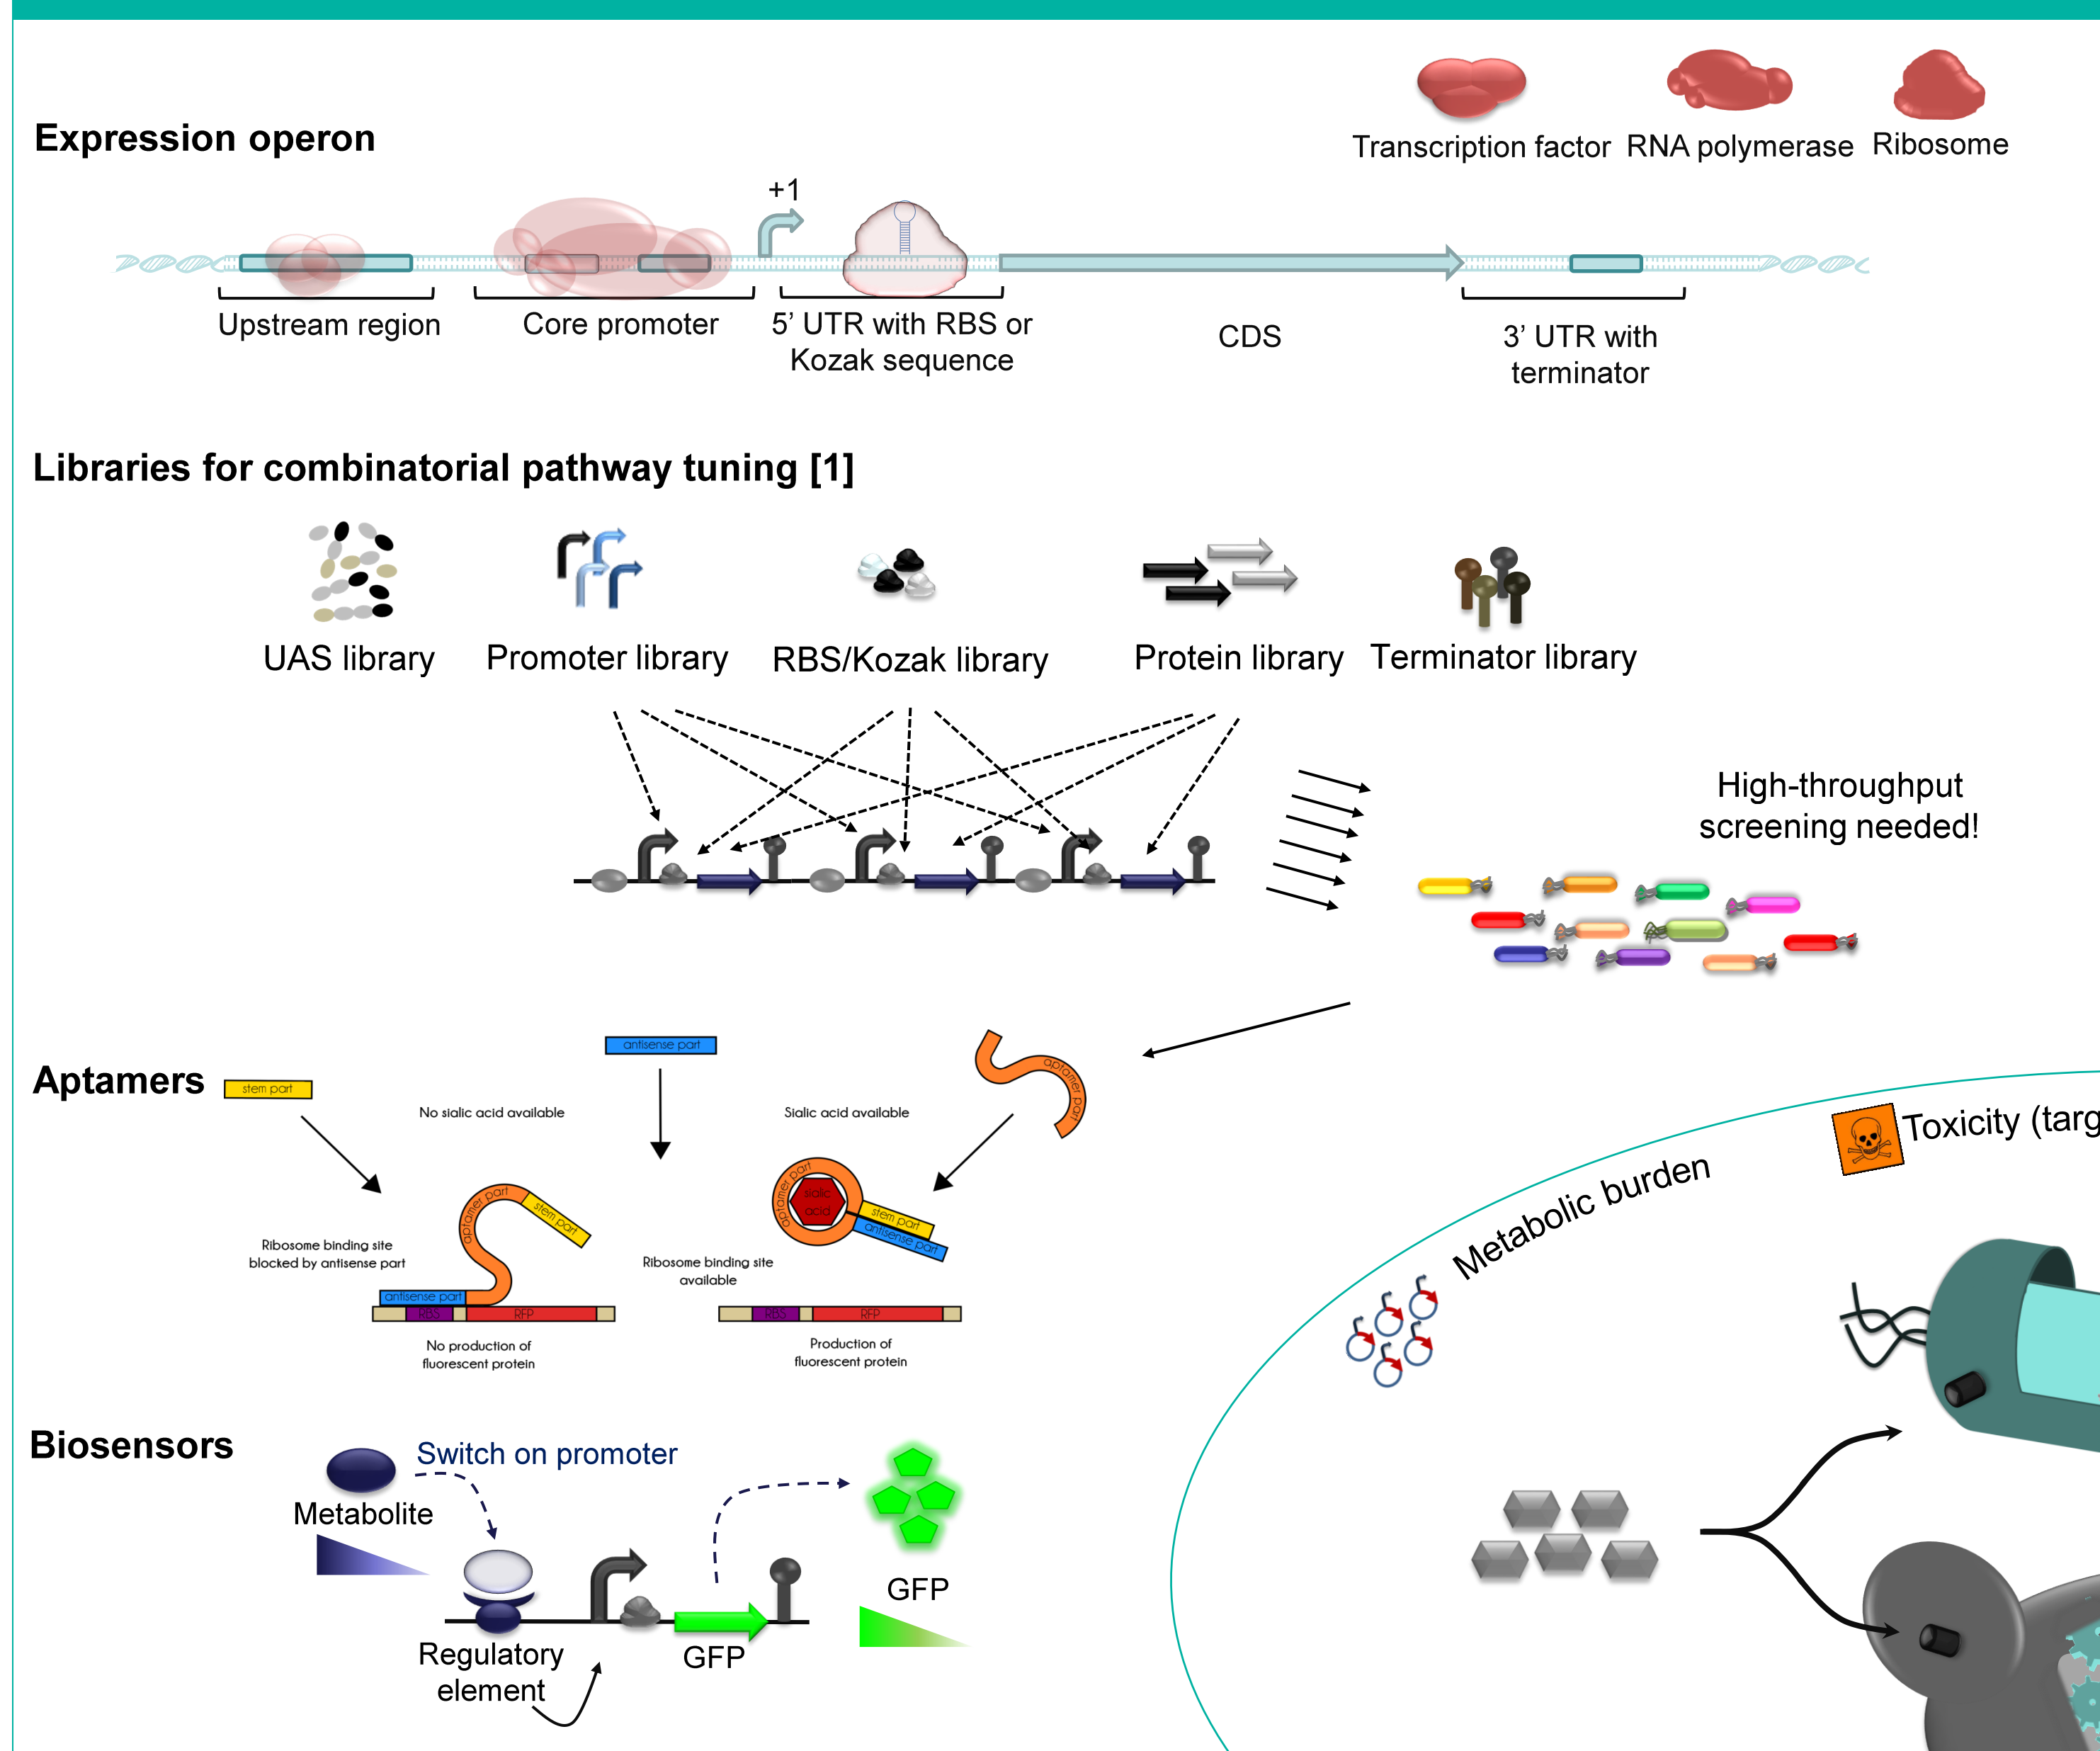 Expression operon
Transcription factor
RNA polymerase
Ribosome
+1
Upstream region
Core promoter
5’ UTR with RBS or
Kozak sequence
CDS
3’ UTR with
terminator
Libraries for combinatorial pathway tuning [1]
UAS library
Promoter library
RBS/Kozak library
Protein library
Terminator library
High-throughput
screening needed!
Aptamers
stem part
antisense part
aptamer part
No sialic acid available
Sialic acid available
aptamer part
stem part
Ribosome binding site
blocked by antisense part
antisense part
RBS
RFP
No production of
fluorescent protein
aptamer part
sialic
acid
stem part
antisense part
Ribosome binding site
available
RBS
RFP
Production of
fluorescent protein
Metabolic burden
Toxicity (targ
Biosensors
Switch on promoter
Metabolite
Regulatory
element
GFP
GFP